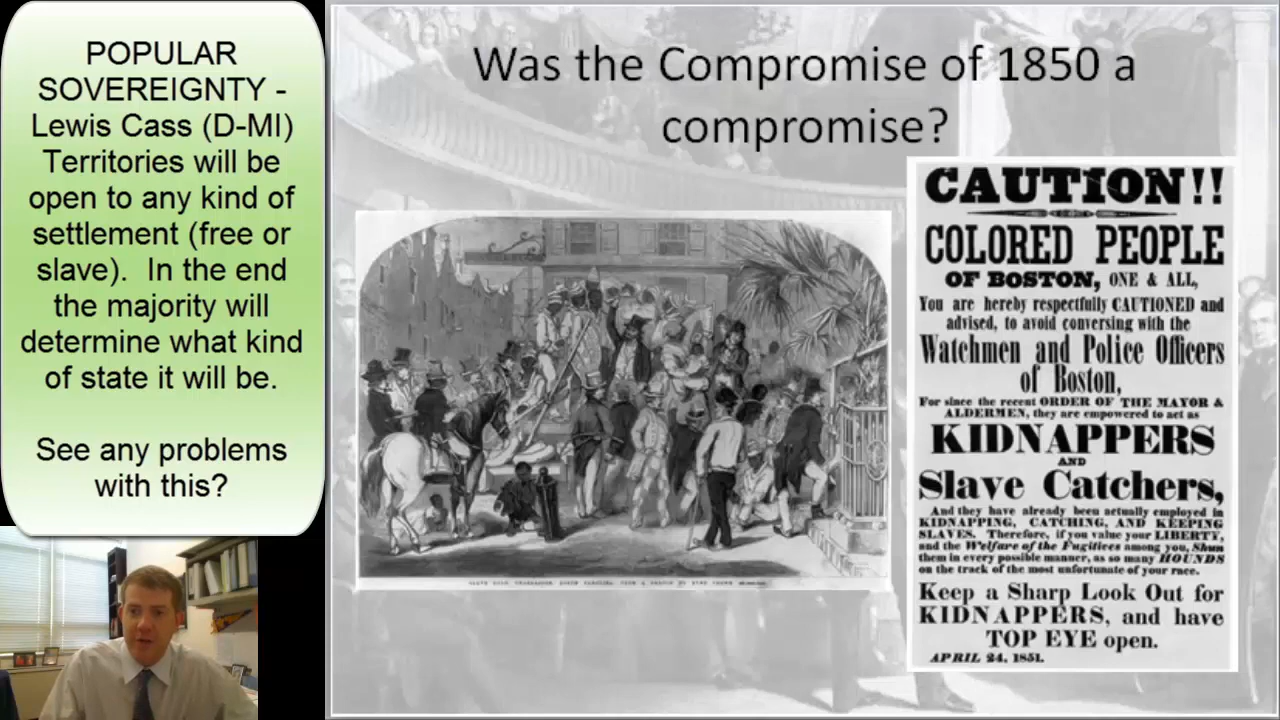 POPULAR
SOVEREIGNTY -
Lewis Cass (D-MI)
Territories will be
open to any kind of
settlement (free or
slave).  In the end
the majority will
determine what kind
of state it will be.
See any problems
with this?
Was the Compromise of 1850 a
compromise?
CAUTION!!
COLORED PEOPLE
OF BOSTON, ONE & ALL,
You are hereby respectfully CAUTIONED and
advised, to avoid conversing with the
Watchmen and Police Officers
of Boston,
For since the recent ORDER OF THE MAYOR &
ALDERMEN, they are empowered to act as
KIDNAPPERS
AND
Slave Catchers,
And they have already been actually employed in
KIDNAPPING, CATCHING, AND KEEPING
SLAVES. Therefore, if you value your LIBERTY,
and the Welfare of the Fugitives among you, Shun
them in every possible manner, as so many HOUNDS
on the track of the most unfortunate of your race.
Keep a Sharp Look Out for
KIDNAPPERS, and have
TOP EYE open.
APRIL 24, 1851.